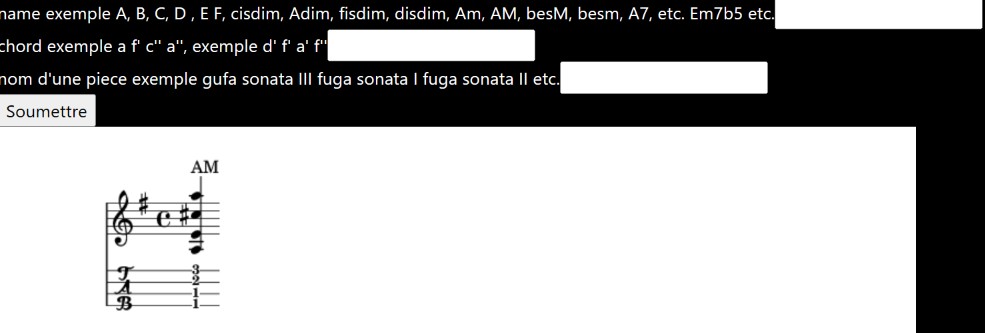 name exemple A, B, C, D , E F, cisdim, Adim, fisdim, disdim, Am, AM, besM, besm, A7, etc. Em7b5 etc.
chord exemple a f' c'' a'', exemple d' f' a' f''
nom d'une piece exemple gufa sonata III fuga sonata I fuga sonata II etc.
Soumettre
AM
T 3
2
A 1
B 1